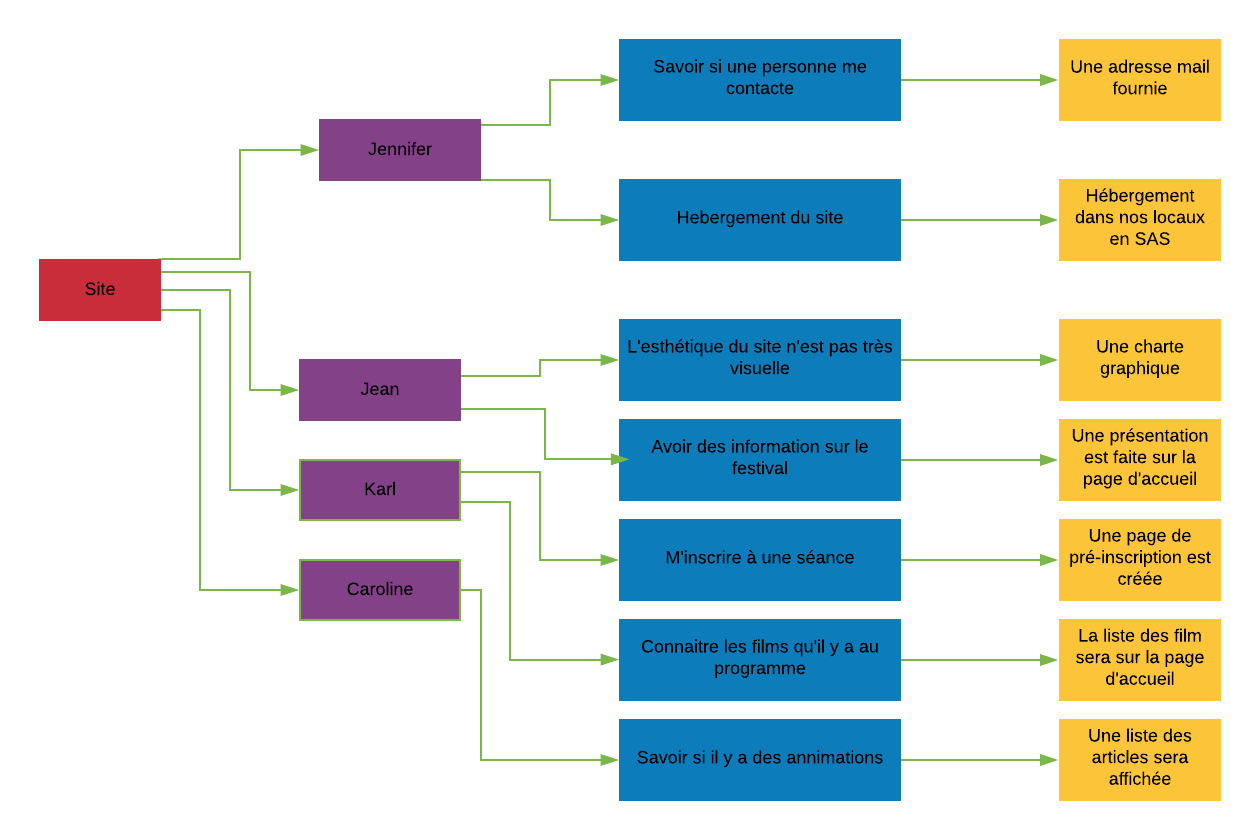 Site
Jennifer
Jean
Karl
Caroline
Savoir si une personne me
contacte
Hebergement du site
L'esthétique du site n'est pas très
visuelle
Avoir des information sur le
festival
M'inscrire à une séance
Connaitre les films qu'il y a au
programme
Savoir si il y a des annimations
Une adresse mail
fournie
Hébergement
dans nos locaux
en SAS
Une charte
graphique
Une présentation
est faite sur la
page d'accueil
Une page de
pré-inscription est
créée
La liste des film
sera sur la page
d'accueil
Une liste des
articles sera
affichée